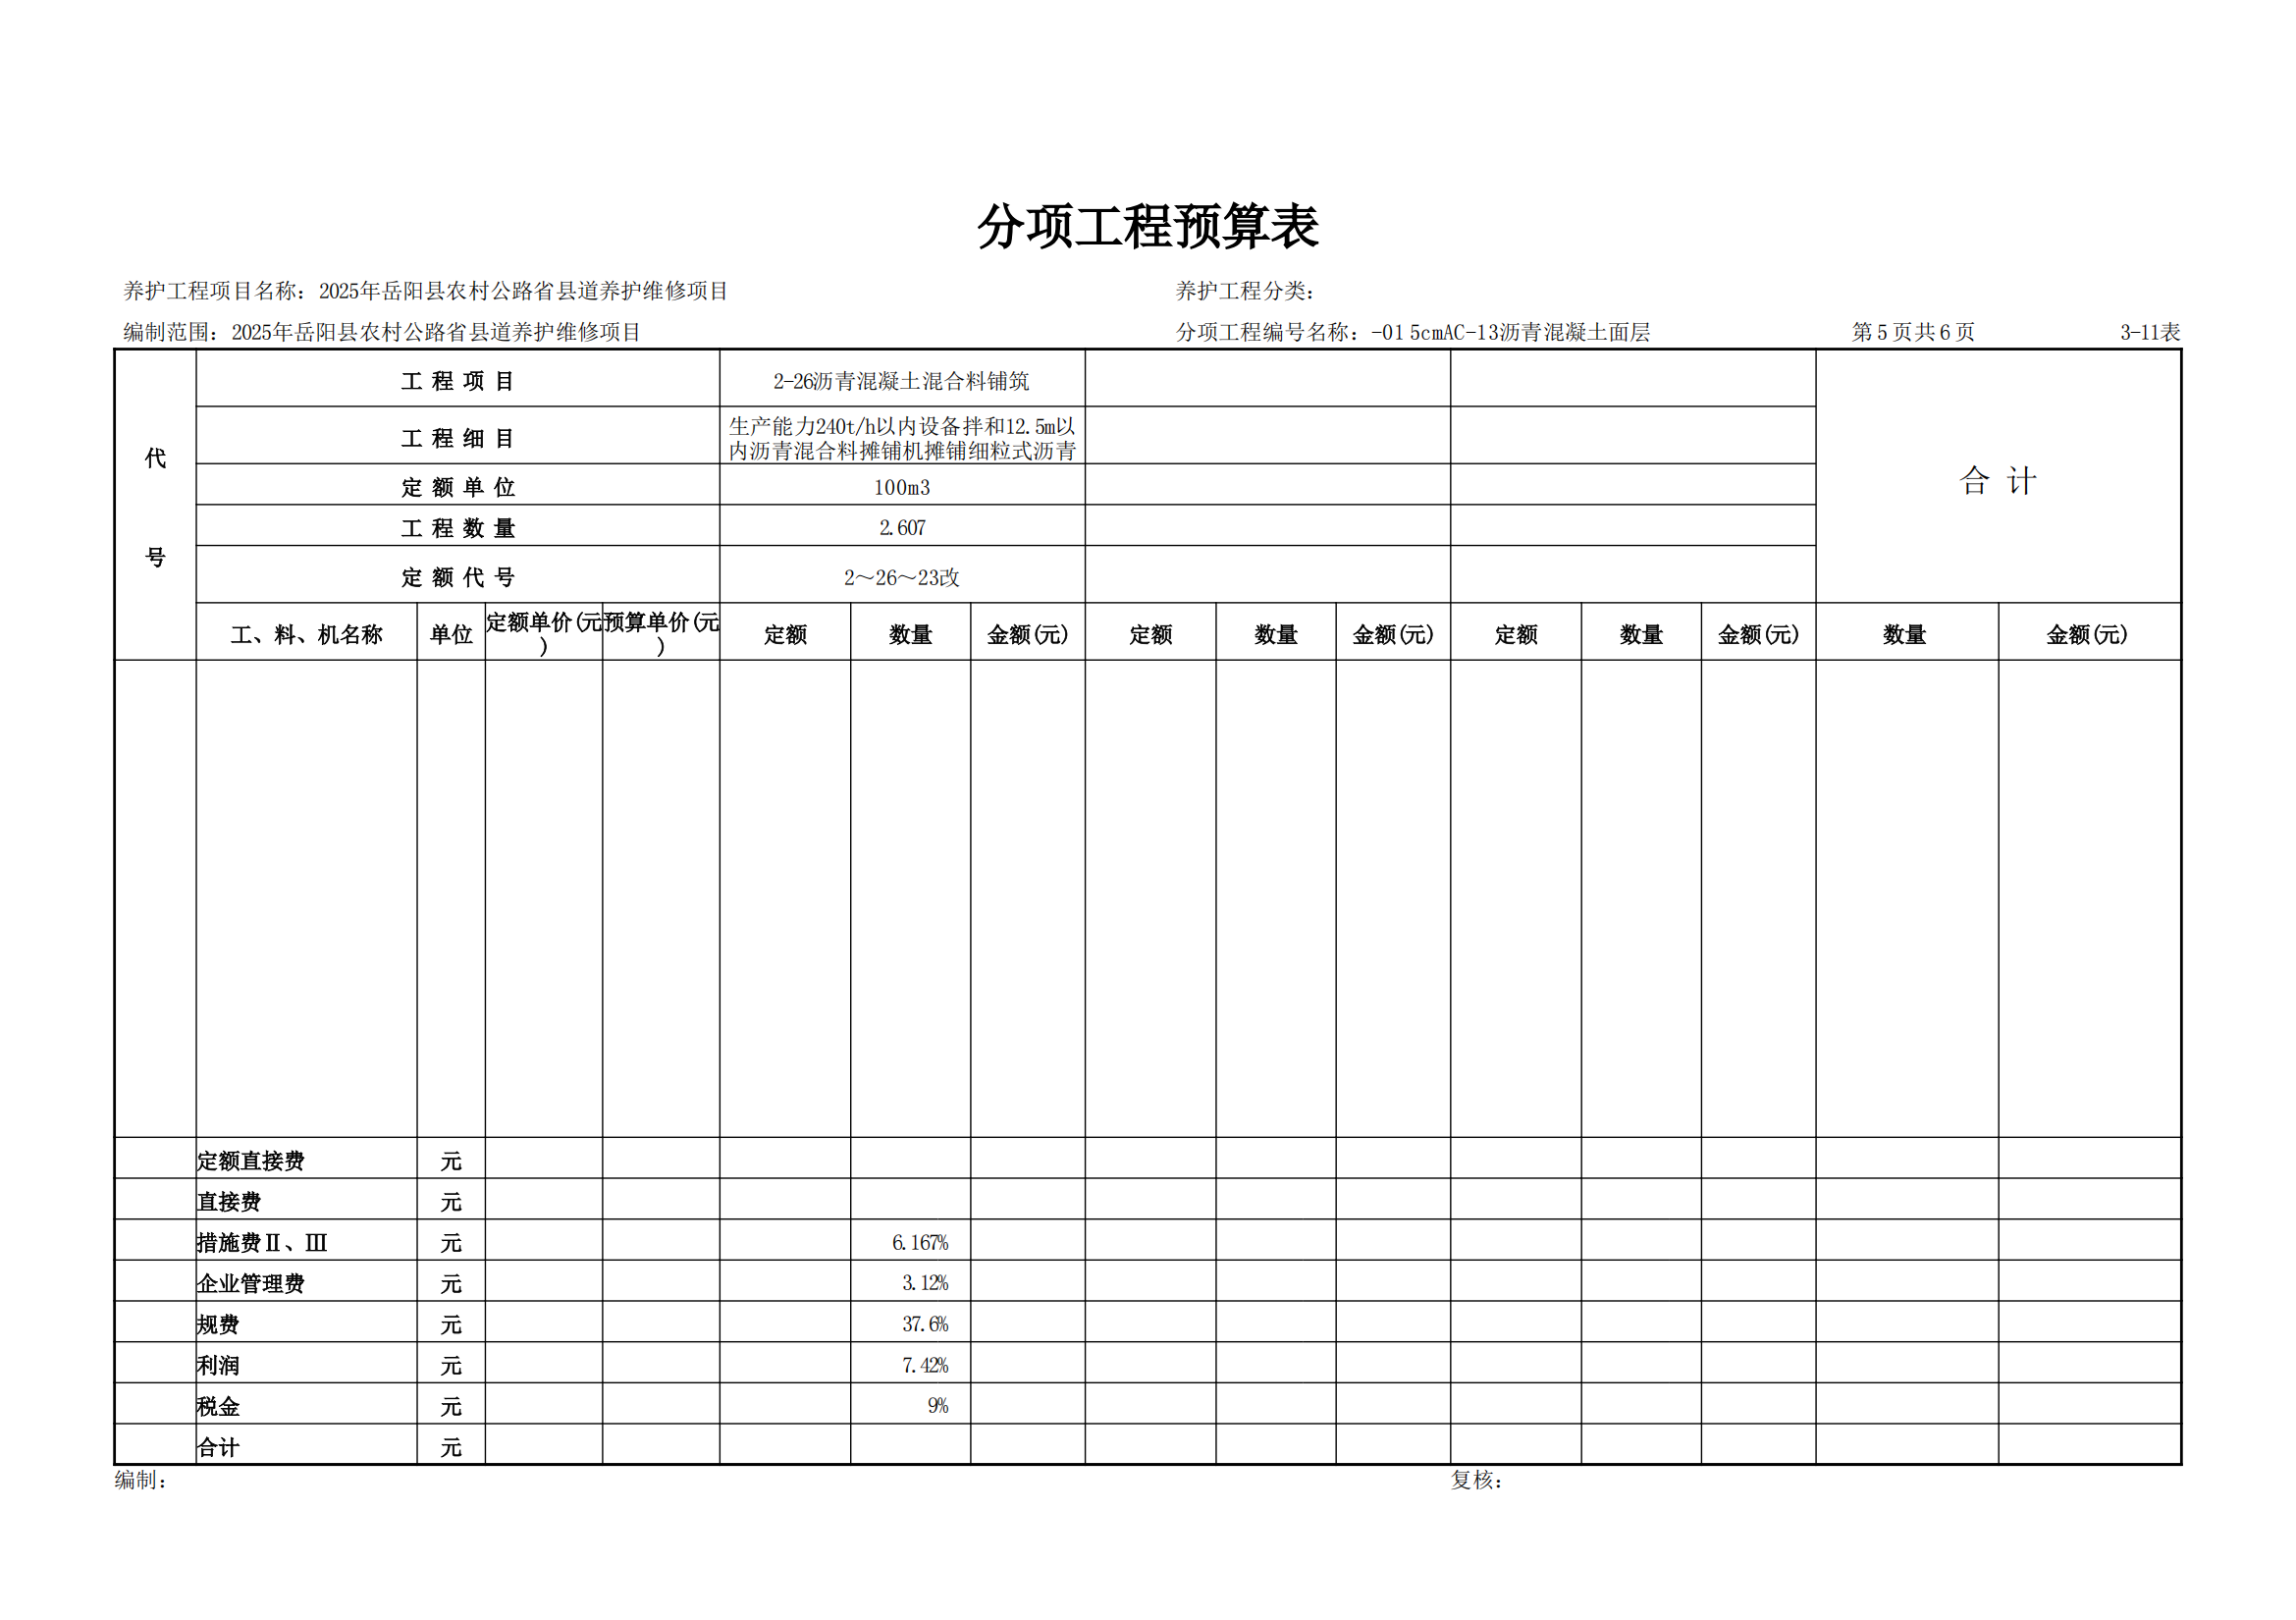 分项工程预算表
养护工程项目名称：2025年岳阳县农村公路省县道养护维修项目 养护工程分类：
编制范围：2025年岳阳县农村公路省县道养护维修项目 分项工程编号名称：-01 5cmAC-13沥青混凝土面层 第5页共6页 3-11表
代
号
工 程 项 目 2-26沥青混凝土混合料铺筑
工 程 细 目 生产能力240t/h以内设备拌和12.5m以
内沥青混合料摊铺机摊铺细粒式沥青
定 额 单 位 100m3
工 程 数 量 2.607
定 额 代 号 2～26～23改
合 计
工、料、机名称 单位 定额单价(元) 预算单价(元) 定额 数量 金额(元) 定额 数量 金额(元) 定额 数量 金额(元) 数量 金额(元)
定额直接费 元
直接费 元
措施费Ⅱ、Ⅲ 元 6.167%
企业管理费 元 3.12%
规费 元 37.6%
利润 元 7.42%
税金 元 9%
合计 元
编制： 复核：